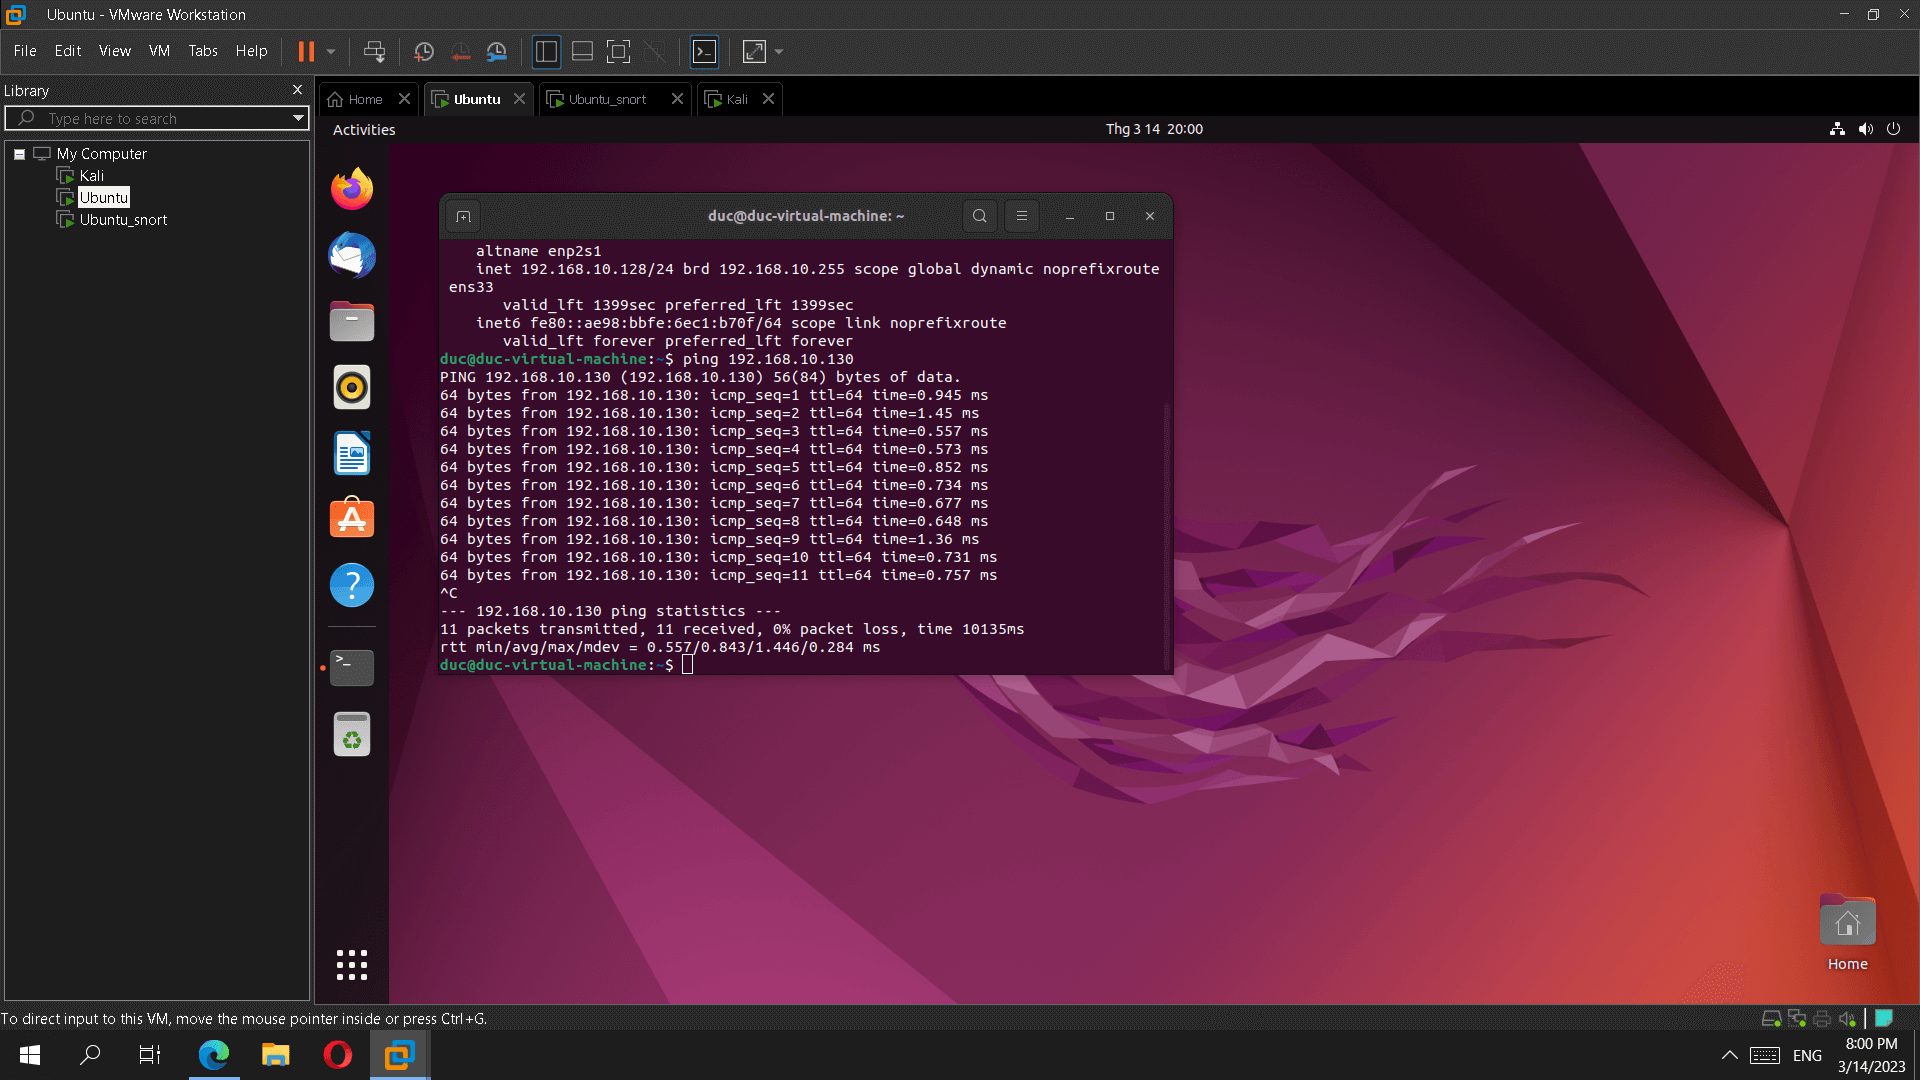 Ubuntu - VMware Workstation
File Edit View VM Tabs Help
Library
Type here to search
My Computer
Kali
Ubuntu
Ubuntu_snort
Home
Ubuntu
Ubuntu_snort
Kali
Activities
Thg 3 14 20:00
duc@duc-virtual-machine: ~
altname enp2s1
inet 192.168.10.128/24 brd 192.168.10.255 scope global dynamic noprefixroute
ens33
valid_lft 1399sec preferred_lft 1399sec
inet6 fe80::ae98:bbfe:6ec1:b70f/64 scope link noprefixroute
valid_lft forever preferred_lft forever
duc@duc-virtual-machine:~$ ping 192.168.10.130
PING 192.168.10.130 (192.168.10.130) 56(84) bytes of data.
64 bytes from 192.168.10.130: icmp_seq=1 ttl=64 time=0.945 ms
64 bytes from 192.168.10.130: icmp_seq=2 ttl=64 time=1.45 ms
64 bytes from 192.168.10.130: icmp_seq=3 ttl=64 time=0.557 ms
64 bytes from 192.168.10.130: icmp_seq=4 ttl=64 time=0.573 ms
64 bytes from 192.168.10.130: icmp_seq=5 ttl=64 time=0.852 ms
64 bytes from 192.168.10.130: icmp_seq=6 ttl=64 time=0.734 ms
64 bytes from 192.168.10.130: icmp_seq=7 ttl=64 time=0.677 ms
64 bytes from 192.168.10.130: icmp_seq=8 ttl=64 time=0.648 ms
64 bytes from 192.168.10.130: icmp_seq=9 ttl=64 time=1.36 ms
64 bytes from 192.168.10.130: icmp_seq=10 ttl=64 time=0.731 ms
64 bytes from 192.168.10.130: icmp_seq=11 ttl=64 time=0.757 ms
^C
--- 192.168.10.130 ping statistics ---
11 packets transmitted, 11 received, 0% packet loss, time 10135ms
rtt min/avg/max/mdev = 0.557/0.843/1.446/0.284 ms
duc@duc-virtual-machine:~$
Home
To direct input to this VM, move the mouse pointer inside or press Ctrl+G.
ENG
8:00 PM
3/14/2023